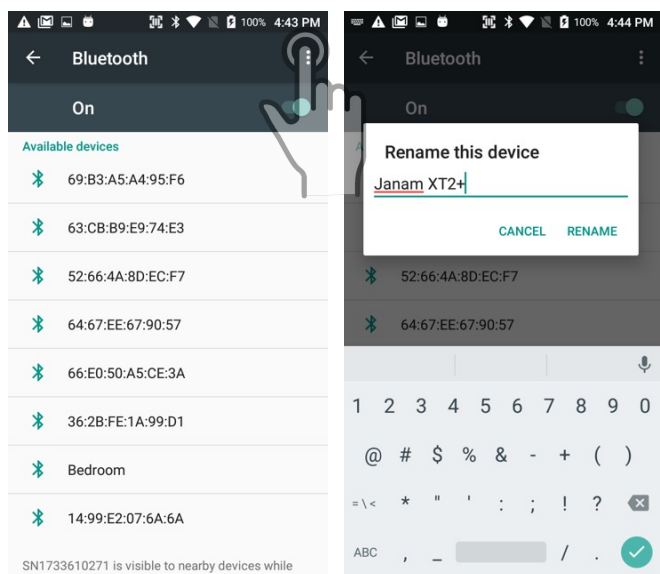 100% 4:43 PM
Bluetooth
On
Available devices
69:B3:A5:A4:95:F6
63:CB:B9:E9:74:E3
52:66:4A:8D:EC:F7
64:67:EE:67:90:57
66:E0:50:A5:CE:3A
36:2B:FE:1A:99:D1
Bedroom
14:99:E2:07:6A:6A
SN1733610271 is visible to nearby devices while
100% 4:44 PM
Bluetooth
On
A
Rename this device
Janam XT2+
CANCEL RENAME
52:66:4A:8D:EC:F7
64:67:EE:67:90:57
1 2 3 4 5 6 7 8 9 0
@ # $ % & - + ( )
= \ < * " ' : ; ! ?
ABC , _ / .